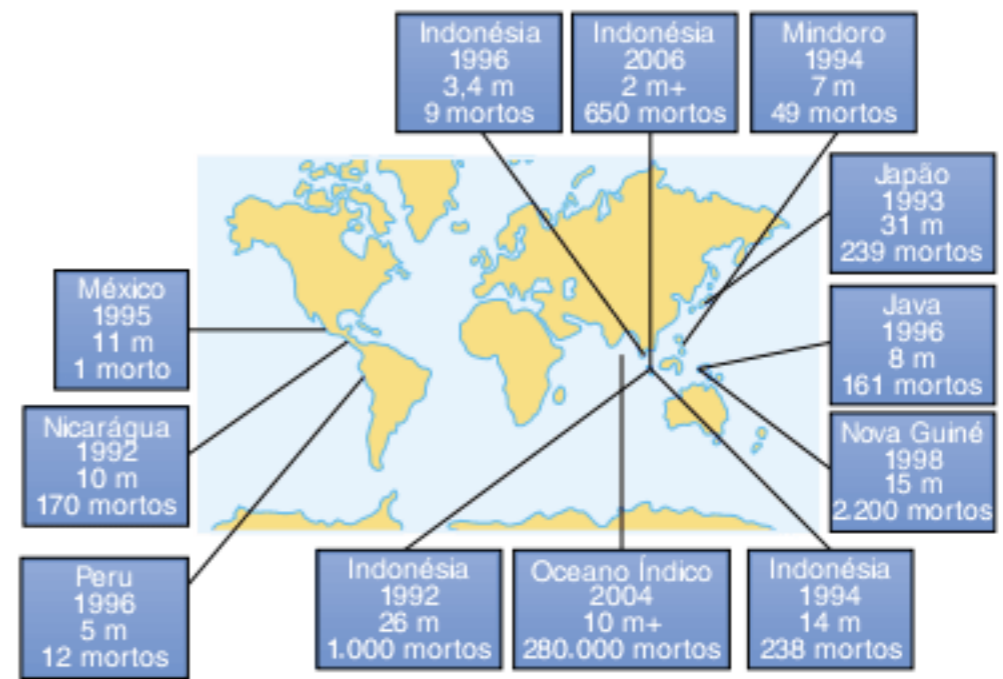 Indonésia
1996
3,4 m
9 mortos
Indonésia
2006
2 m+
650 mortos
Mindoro
1994
7 m
49 mortos
Japão
1993
31 m
239 mortos
México
1995
11 m
1 morto
Java
1996
8 m
161 mortos
Nicarágua
1992
10 m
170 mortos
Nova Guiné
1998
15 m
2.200 mortos
Peru
1996
5 m
12 mortos
Indonésia
1992
26 m
1.000 mortos
Oceano Índico
2004
10 m+
280.000 mortos
Indonésia
1994
14 m
238 mortos